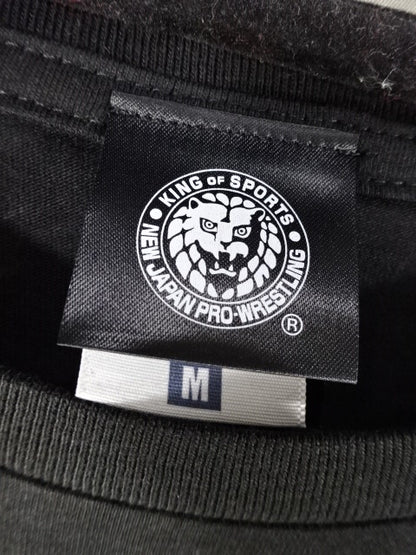 • KING OF SPORTS •
NEW JAPAN PRO-WRESTLING
®
M